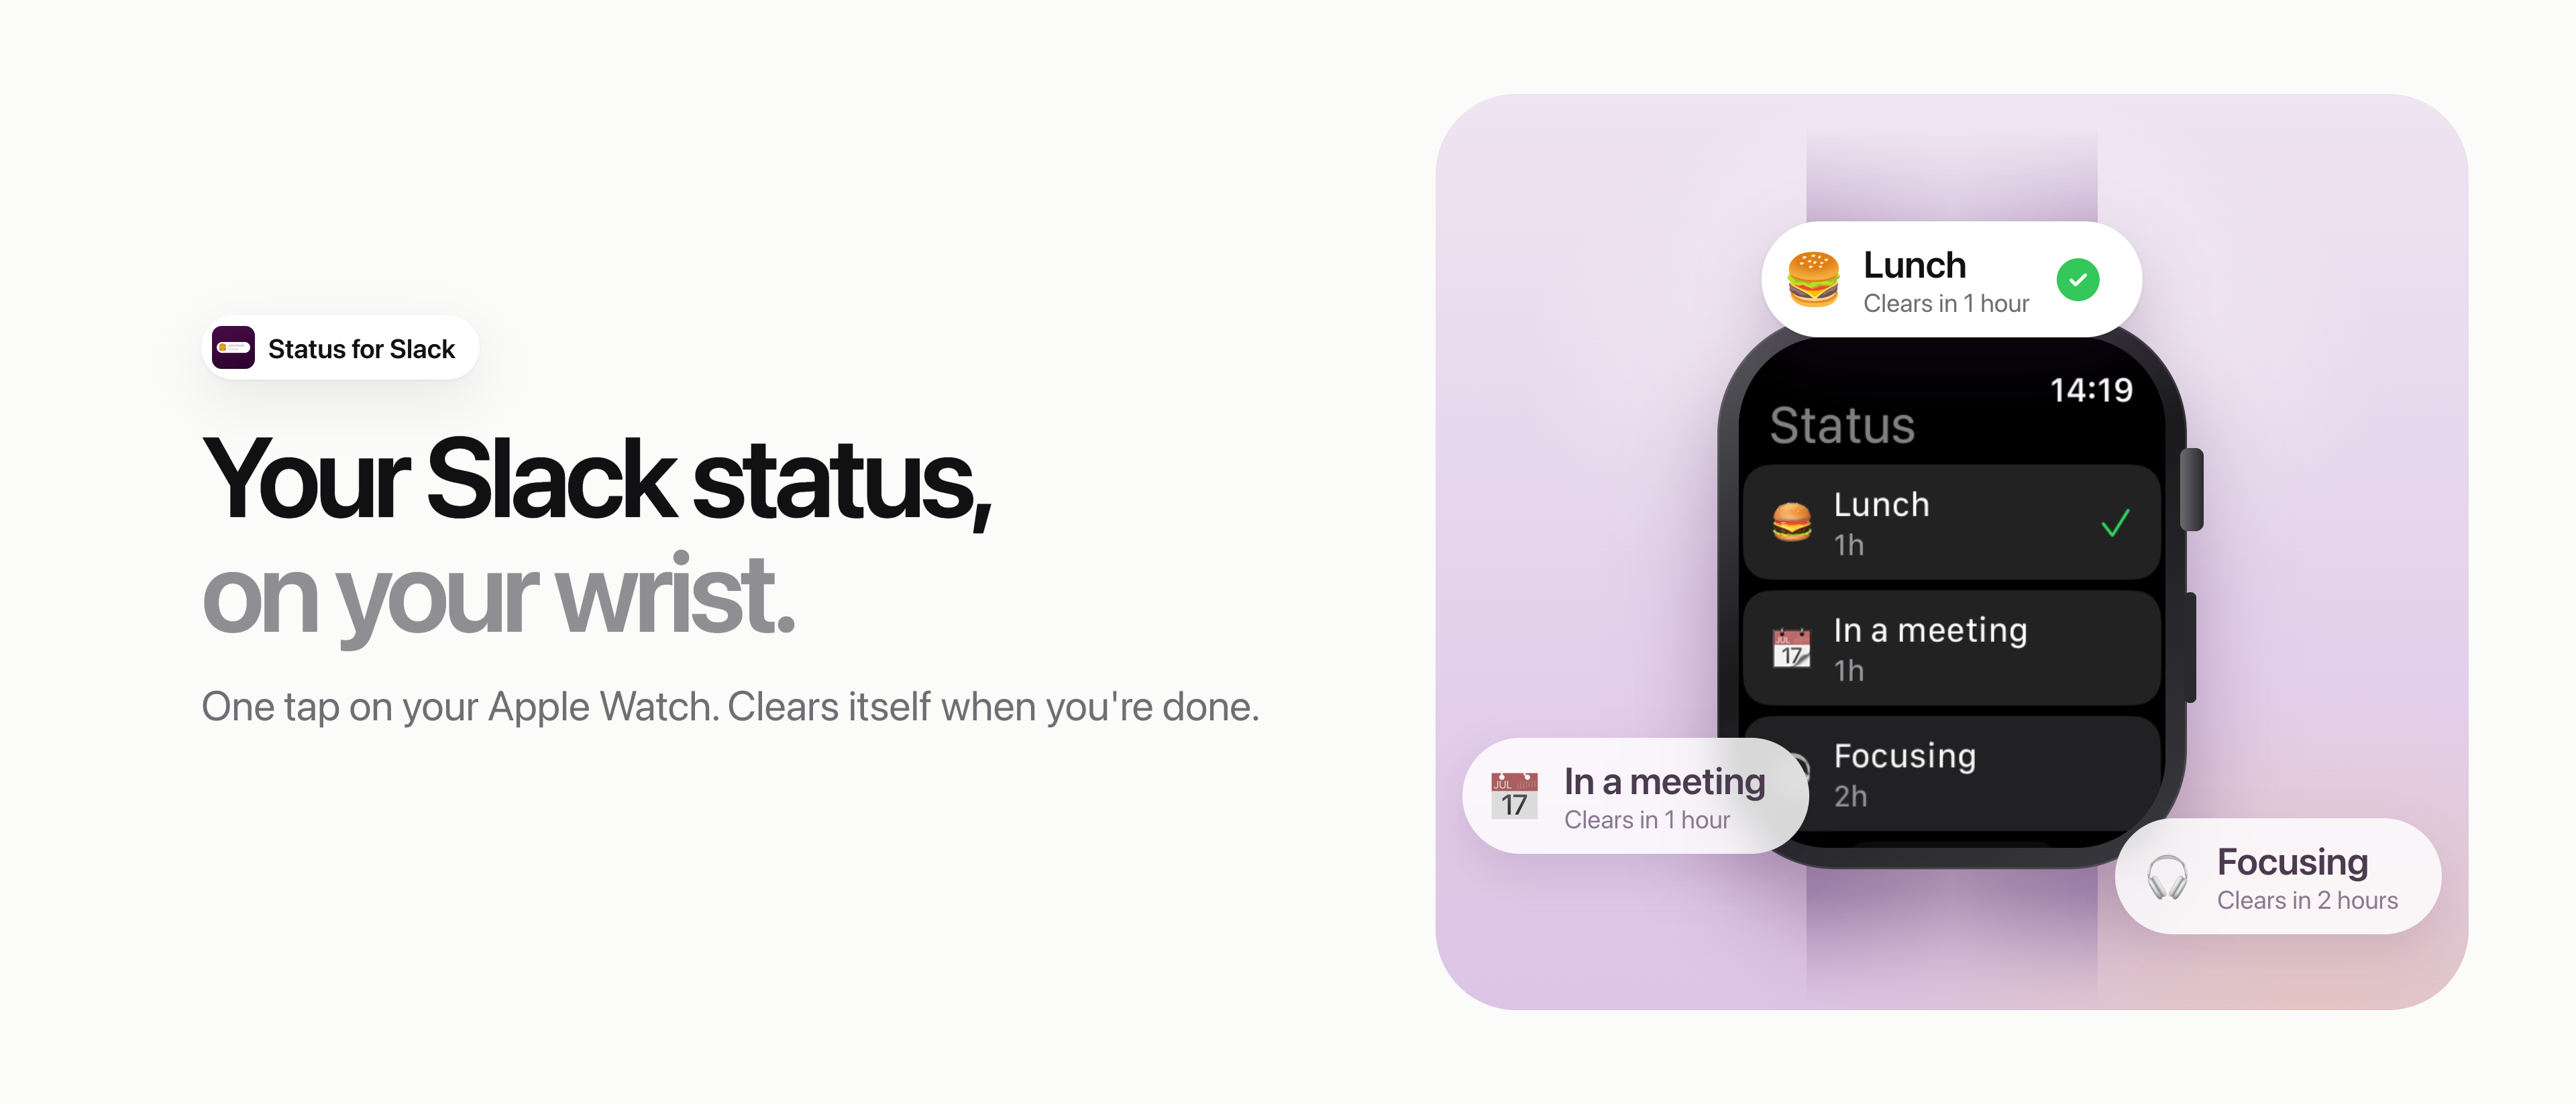 Status for Slack
Your Slack status,
on your wrist.
One tap on your Apple Watch. Clears itself when you're done.
Lunch
Clears in 1 hour
14:19
Status
Lunch
1h
JUL
17
In a meeting
1h
Focusing
2h
JUL
17
In a meeting
Clears in 1 hour
Focusing
Clears in 2 hours